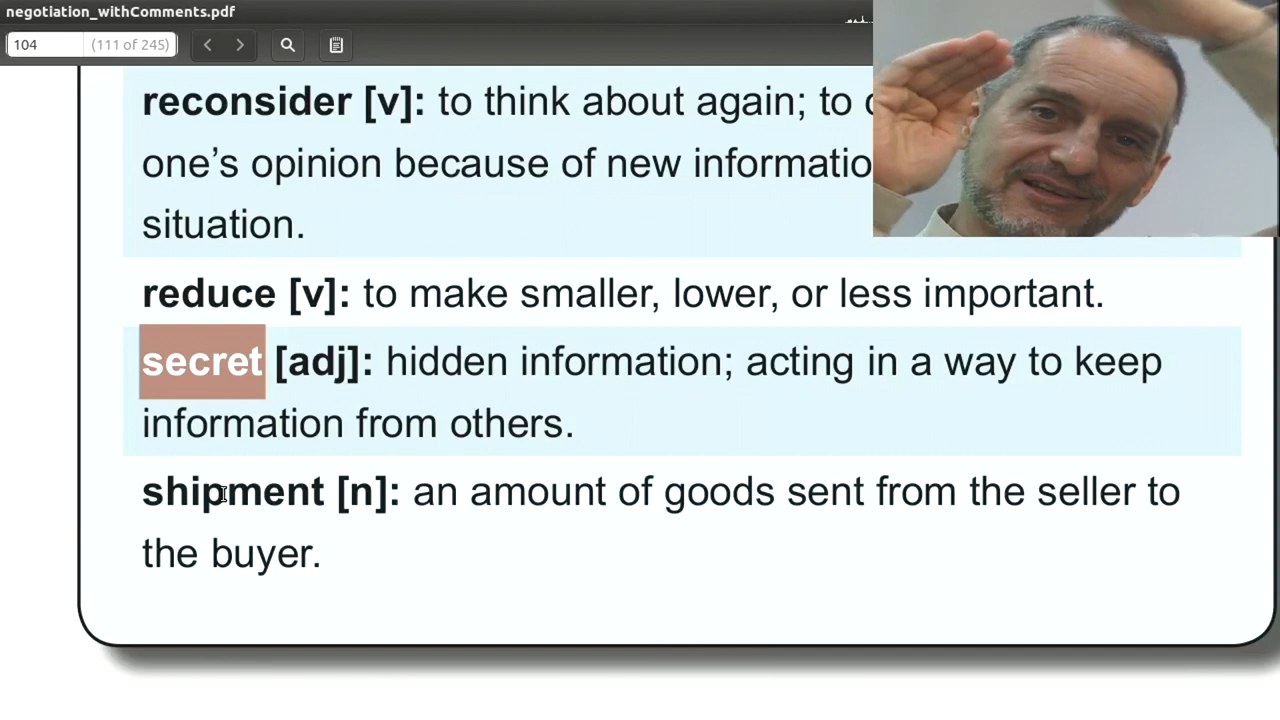 negotiation_withComments.pdf
104 (111 of 245)
reconsider [v]: to think about again; to
one’s opinion because of new
situation.
reduce [v]: to make smaller, lower, or less important.
secret [adj]: hidden information; acting in a way to keep
information from others.
shipment [n]: an amount of goods sent from the seller to
the buyer.